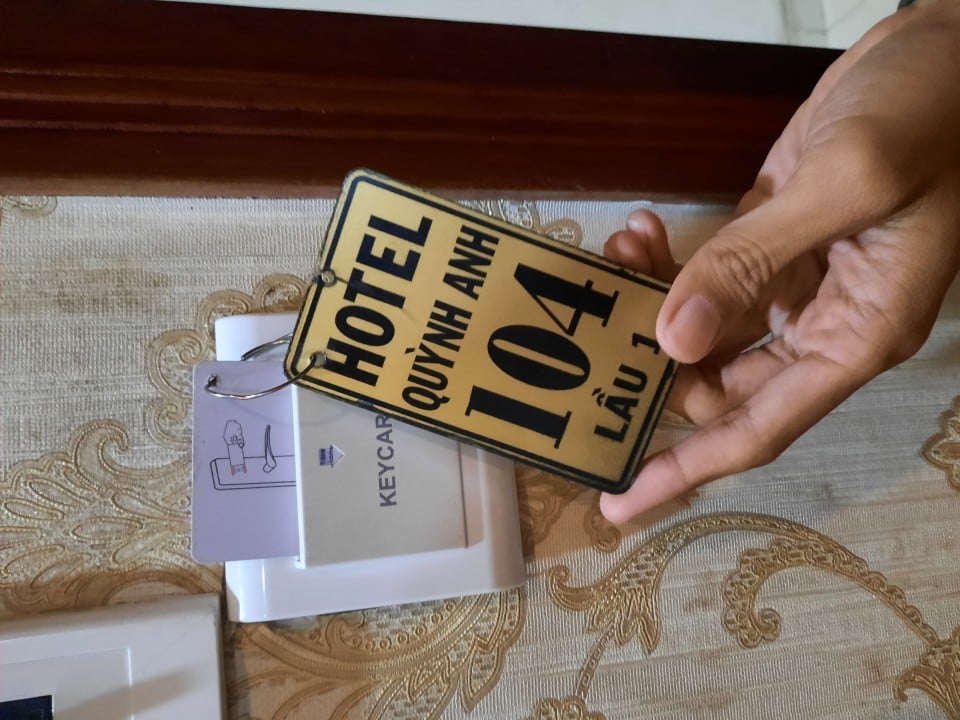 HOTEL
QUỲNH ANH
104
LẦU 1
KEYCAR